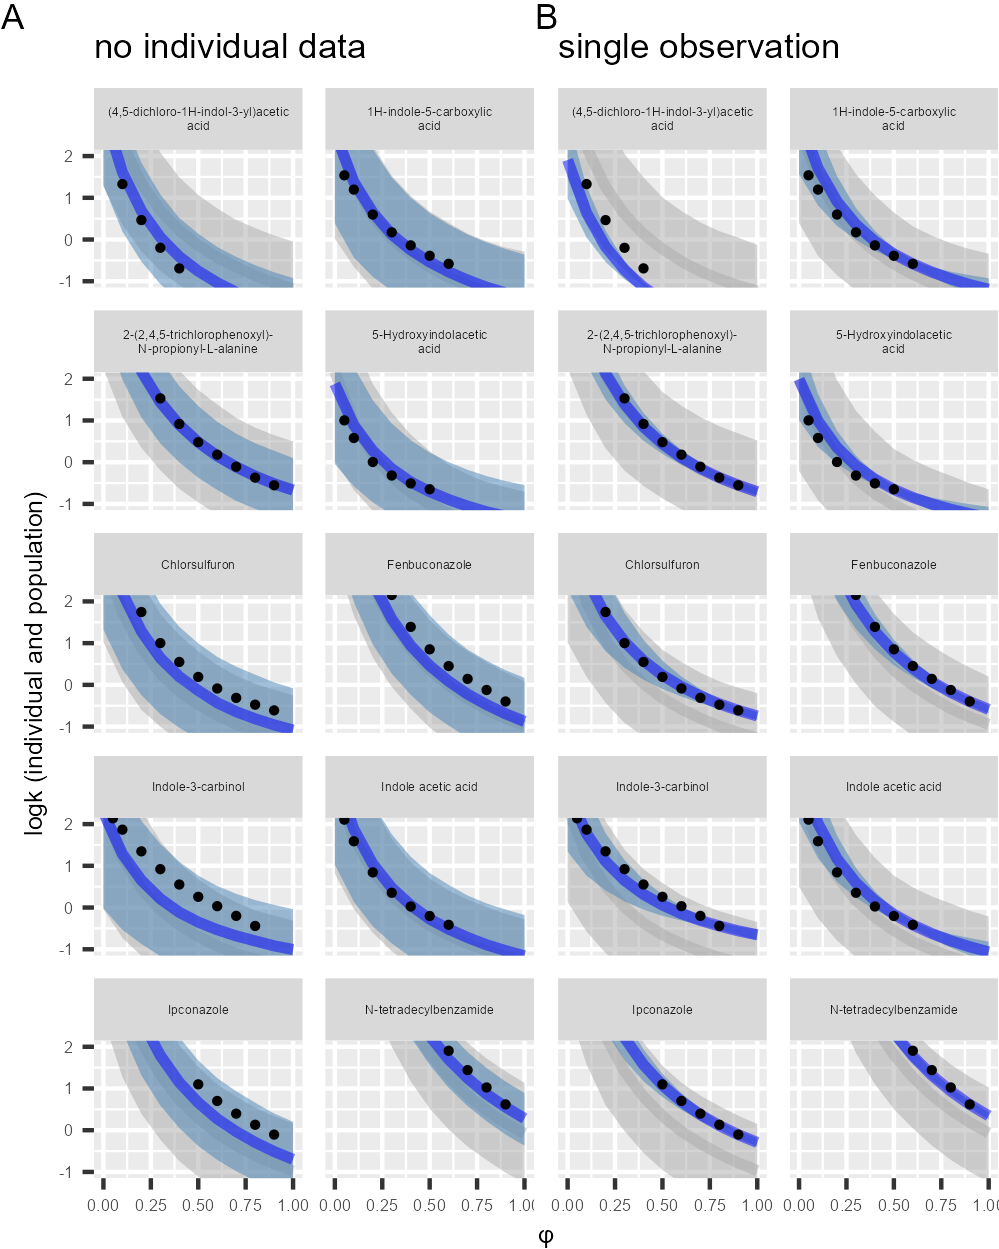 A
B
no individual data
single observation
(4,5-dichloro-1H-indol-3-yl)acetic
acid
1H-indole-5-carboxylic
acid
(4,5-dichloro-1H-indol-3-yl)acetic
acid
1H-indole-5-carboxylic
acid
2
1
0
-1
2-(2,4,5-trichlorophenoxyl)-
N-propionyl-L-alanine
5-Hydroxyindolacetic
acid
2-(2,4,5-trichlorophenoxyl)-
N-propionyl-L-alanine
5-Hydroxyindolacetic
acid
2
1
0
-1
logk (individual and population)
Chlorsulfuron
Fenbuconazole
Chlorsulfuron
Fenbuconazole
2
1
0
-1
Indole-3-carbinol
Indole acetic acid
Indole-3-carbinol
Indole acetic acid
2
1
0
-1
Ipconazole
N-tetradecylbenzamide
Ipconazole
N-tetradecylbenzamide
2
1
0
-1
0.00 0.25 0.50 0.75 1.00 0.00 0.25 0.50 0.75 1.00 0.00 0.25 0.50 0.75 1.00 0.00 0.25 0.50 0.75 1.00
φ